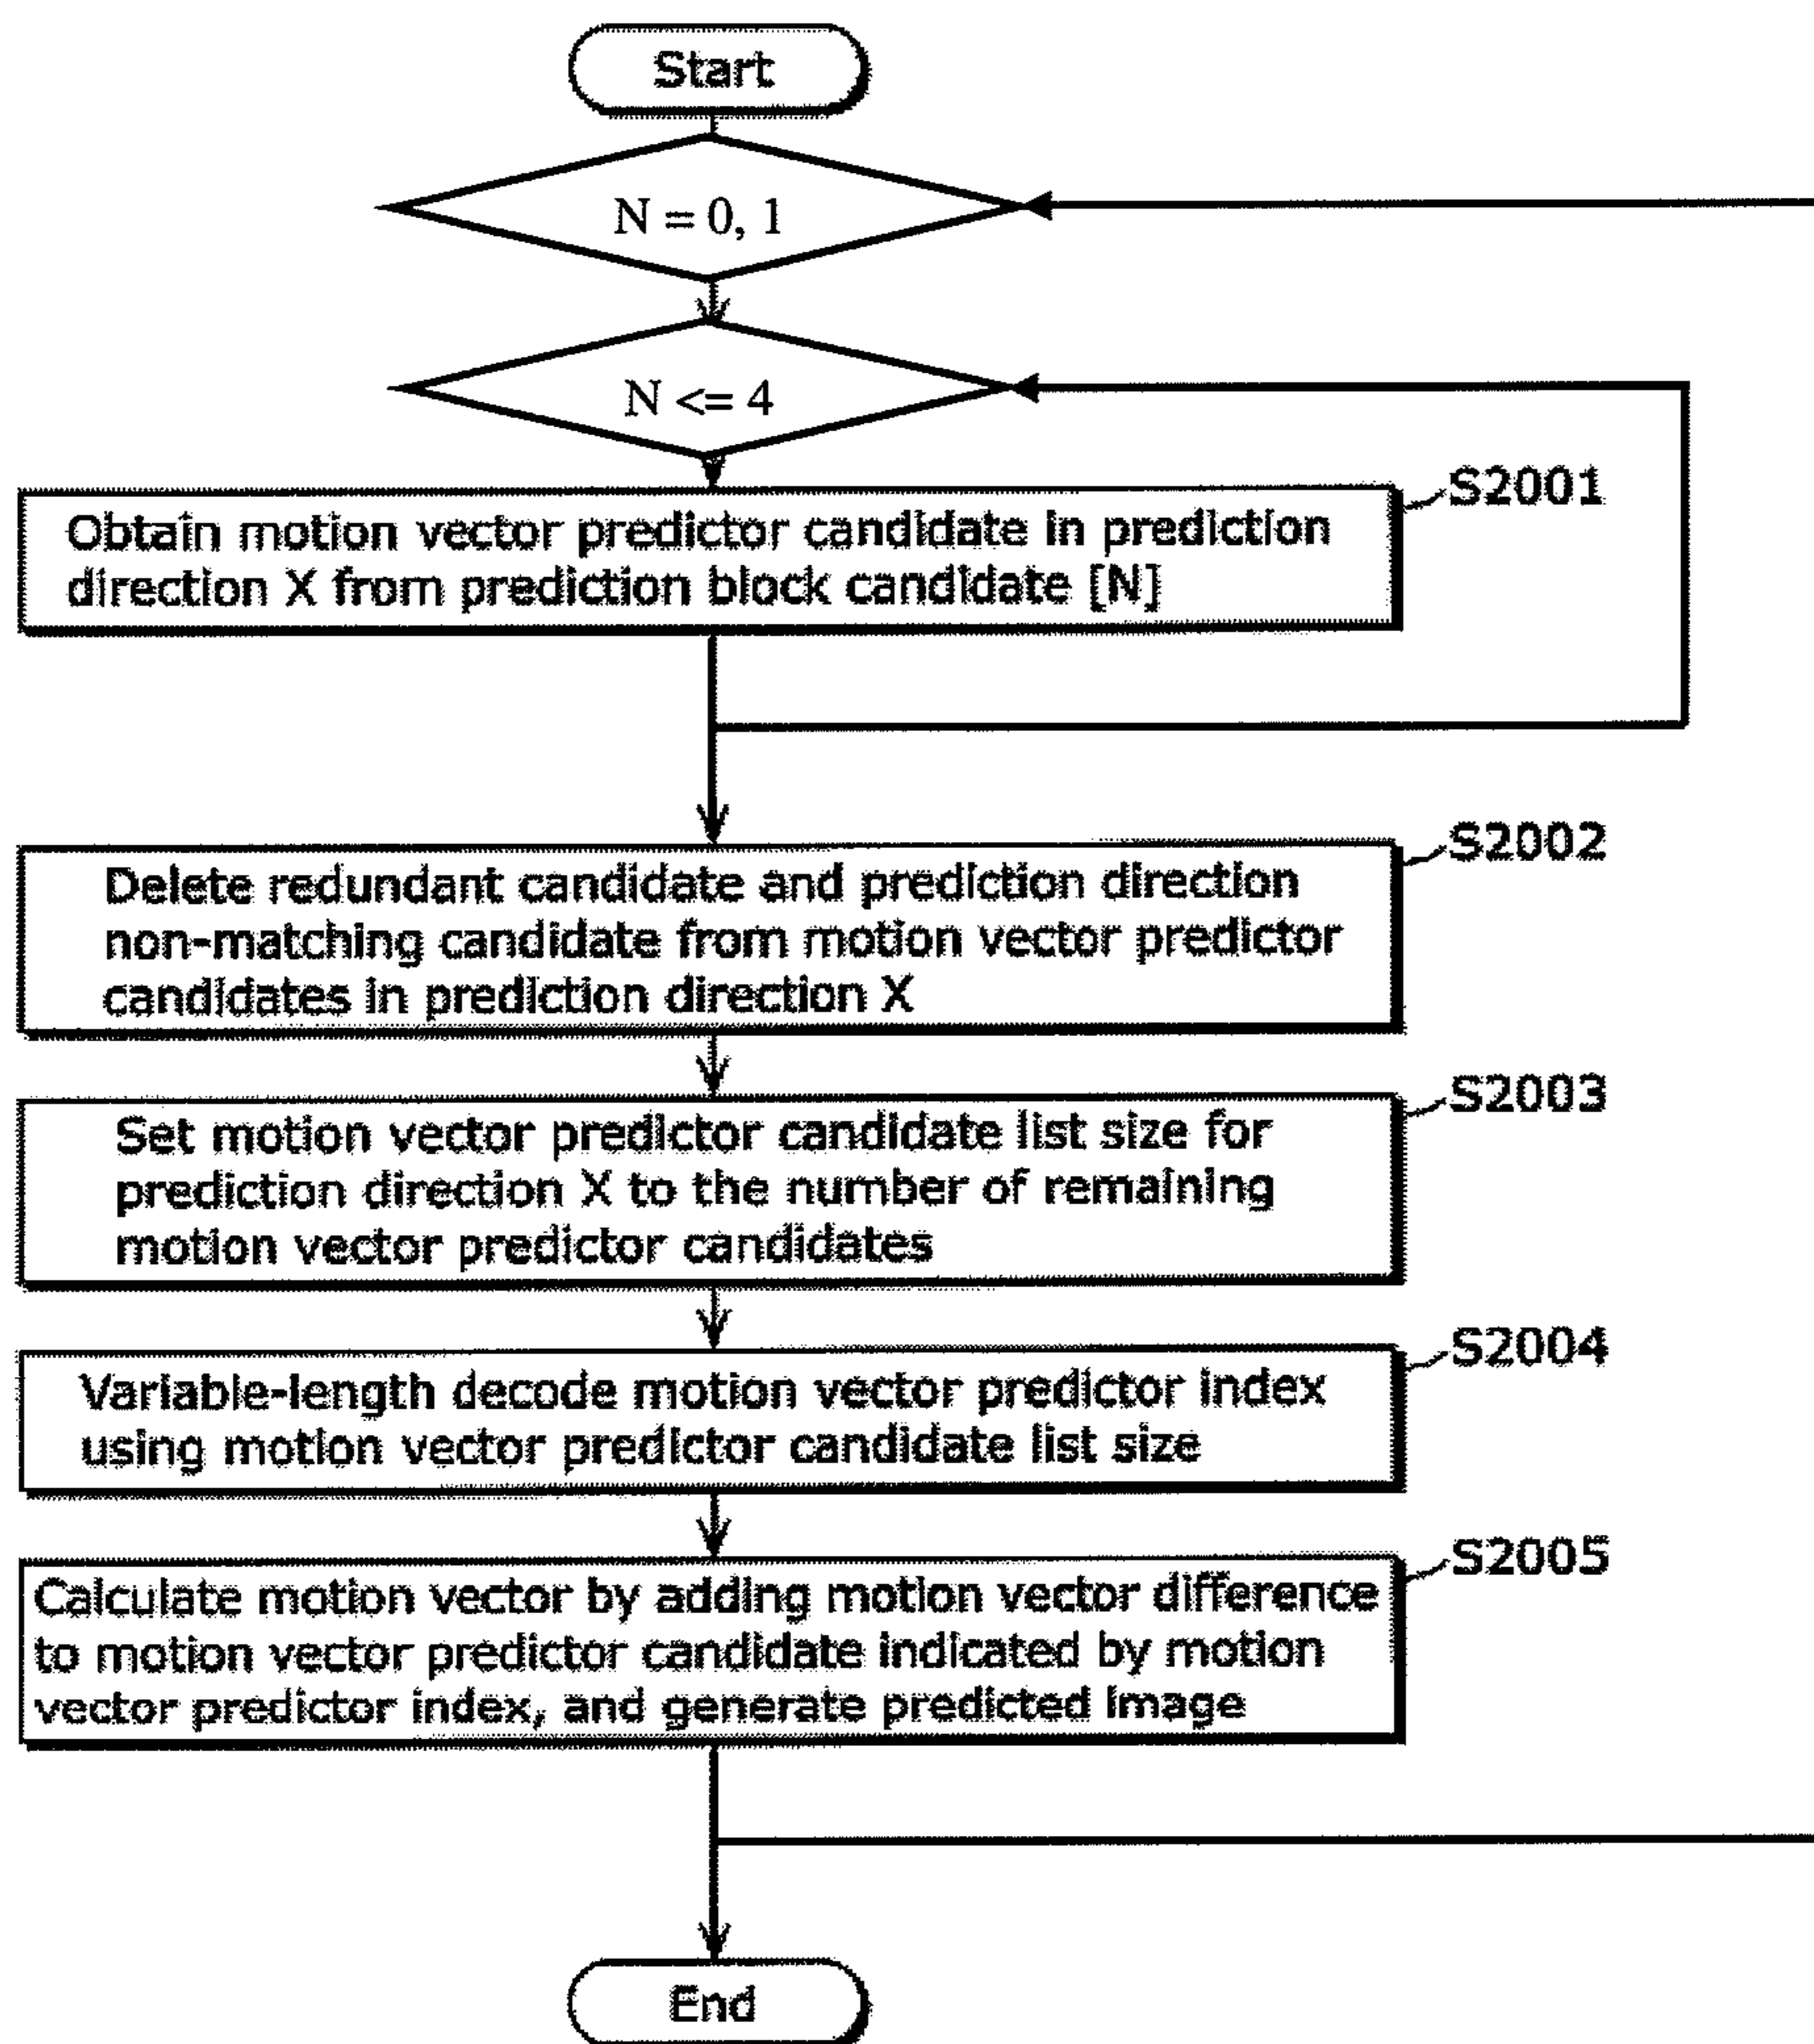 Start
N = 0, 1
N <= 4
S2001
Obtain motion vector predictor candidate in prediction
direction X from prediction block candidate [N]
S2002
Delete redundant candidate and prediction direction
non-matching candidate from motion vector predictor
candidates in prediction direction X
S2003
Set motion vector predictor candidate list size for
prediction direction X to the number of remaining
motion vector predictor candidates
S2004
Variable-length decode motion vector predictor index
using motion vector predictor candidate list size
S2005
Calculate motion vector by adding motion vector difference
to motion vector predictor candidate indicated by motion
vector predictor index, and generate predicted image
End